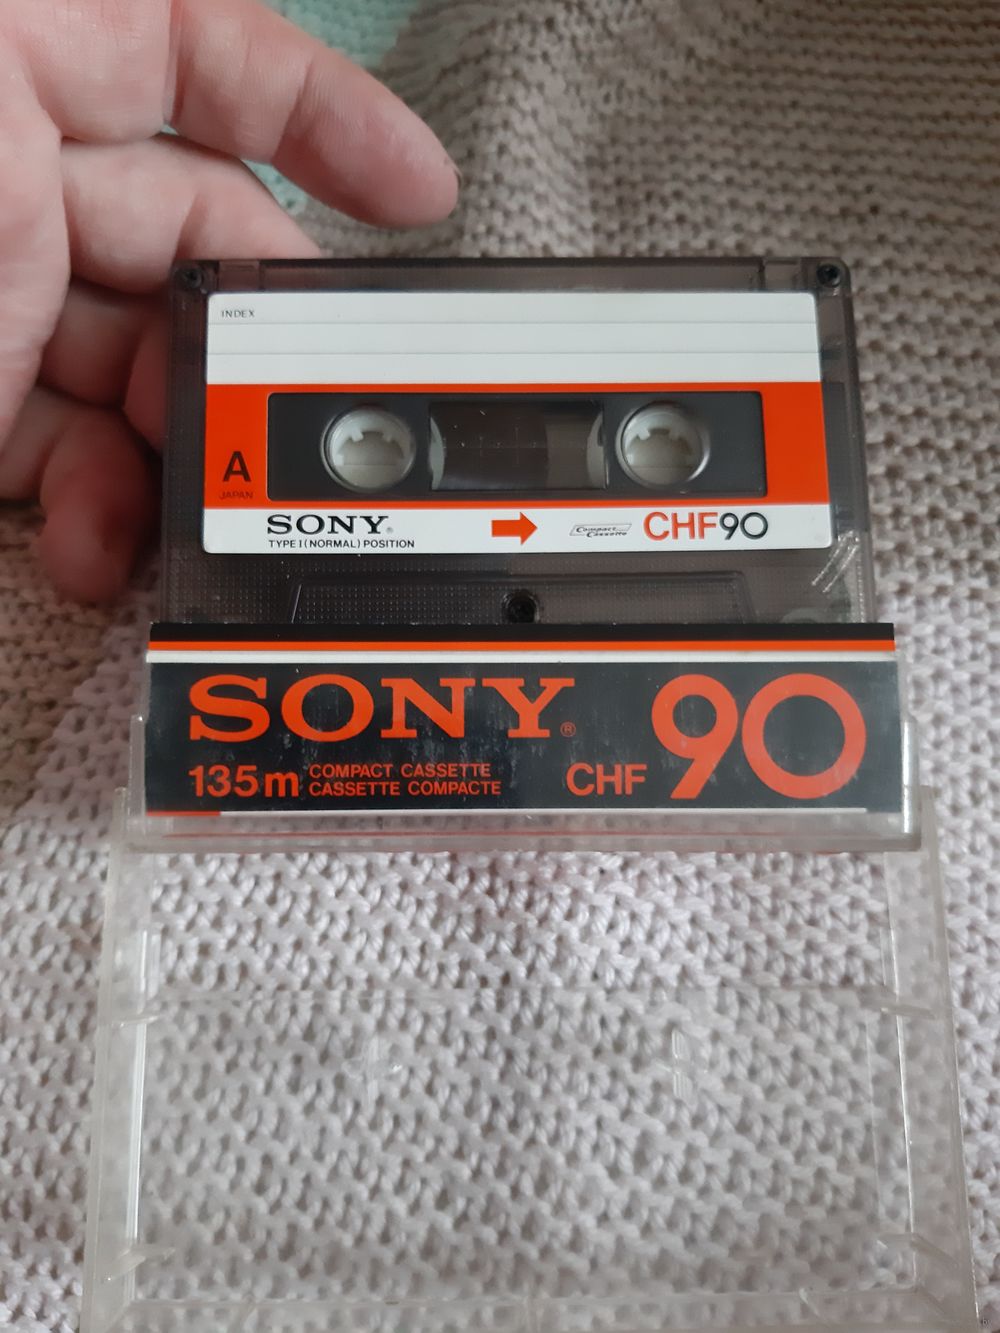 INDEX
A
JAPAN
SONY®
TYPE I (NORMAL) POSITION
Compact
Cassette
CHF90
SONY®
135m COMPACT CASSETTE
CASSETTE COMPACTE
CHF 90